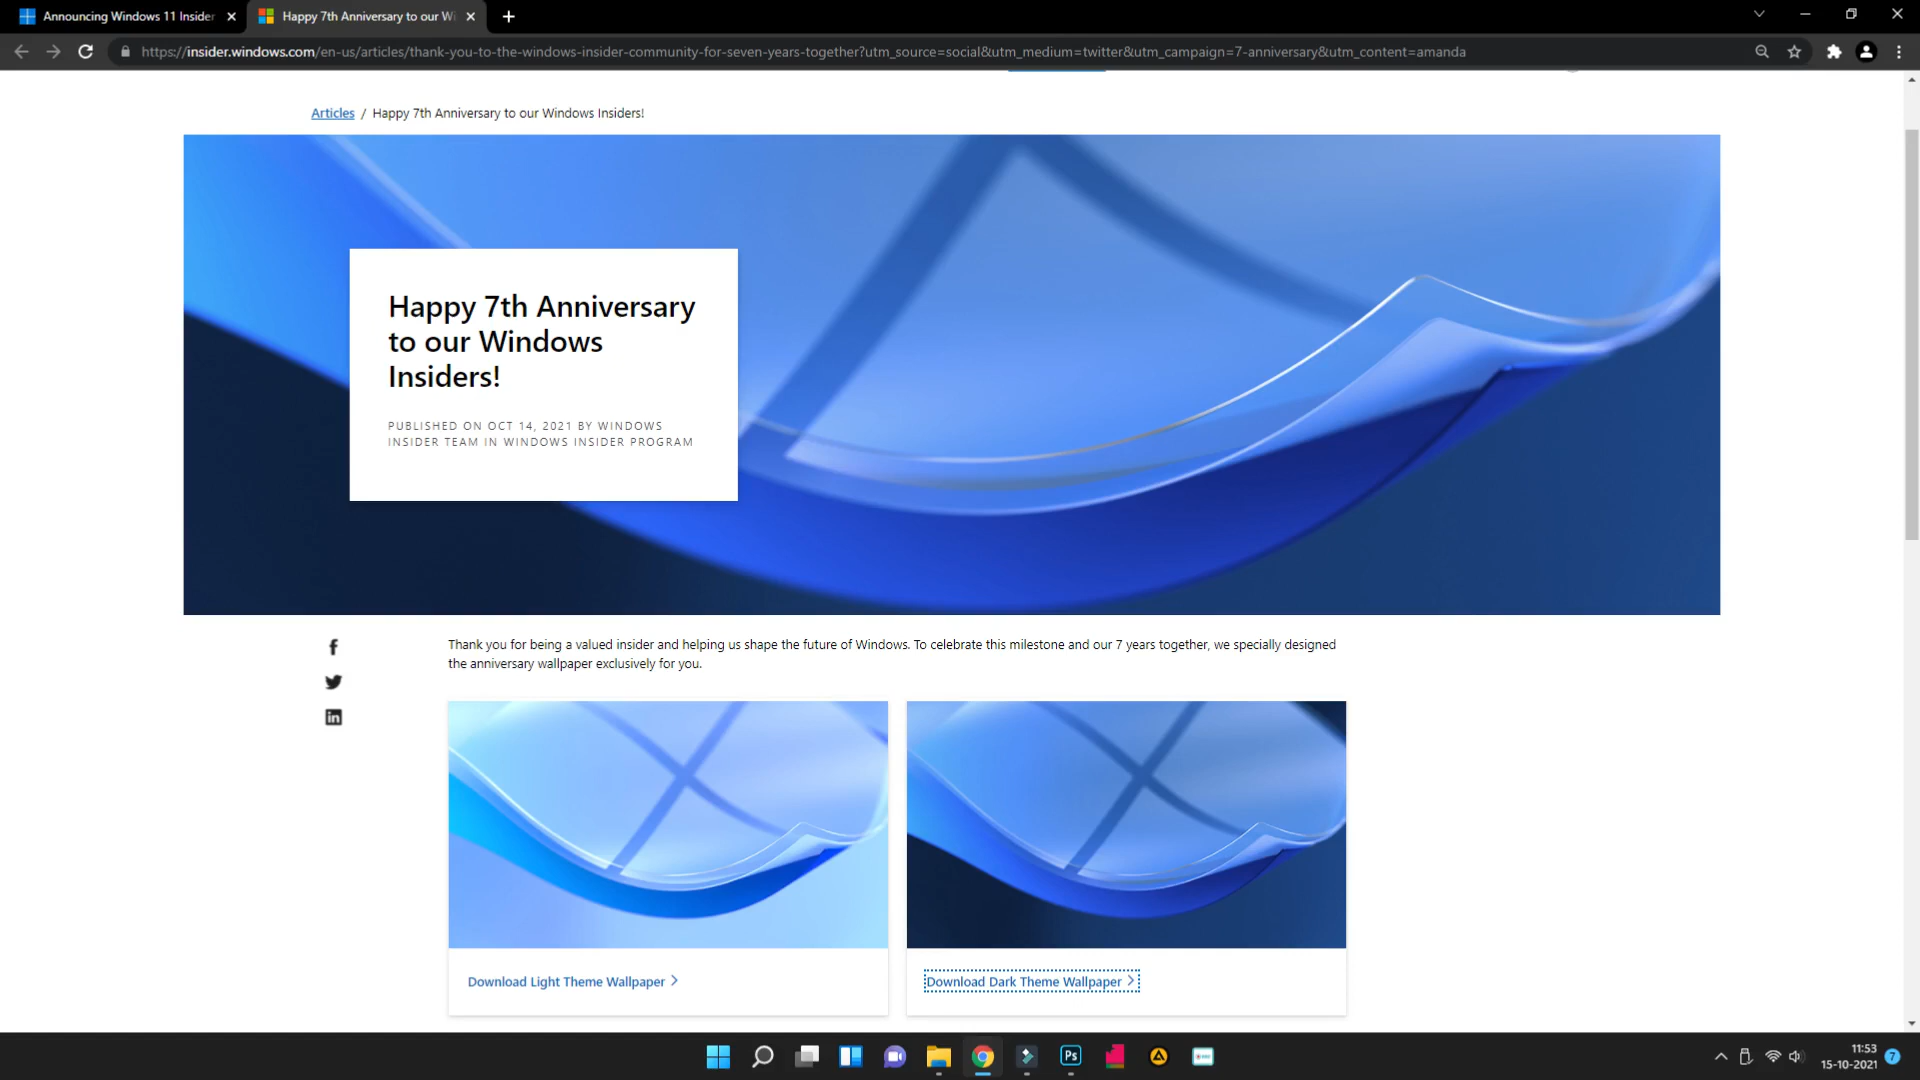 Announcing Windows 11 Insider
Happy 7th Anniversary to our Wi
https://insider.windows.com/en-us/articles/thank-you-to-the-windows-insider-community-for-seven-years-together?utm_source=social&utm_medium=twitter&utm_campaign=7-anniversary&utm_content=amanda
Articles / Happy 7th Anniversary to our Windows Insiders!
Happy 7th Anniversary
to our Windows
Insiders!
PUBLISHED ON OCT 14, 2021 BY WINDOWS
INSIDER TEAM IN WINDOWS INSIDER PROGRAM
Thank you for being a valued insider and helping us shape the future of Windows. To celebrate this milestone and our 7 years together, we specially designed
the anniversary wallpaper exclusively for you.
Download Light Theme Wallpaper
Download Dark Theme Wallpaper
Ps
11:53
15-10-2021
7